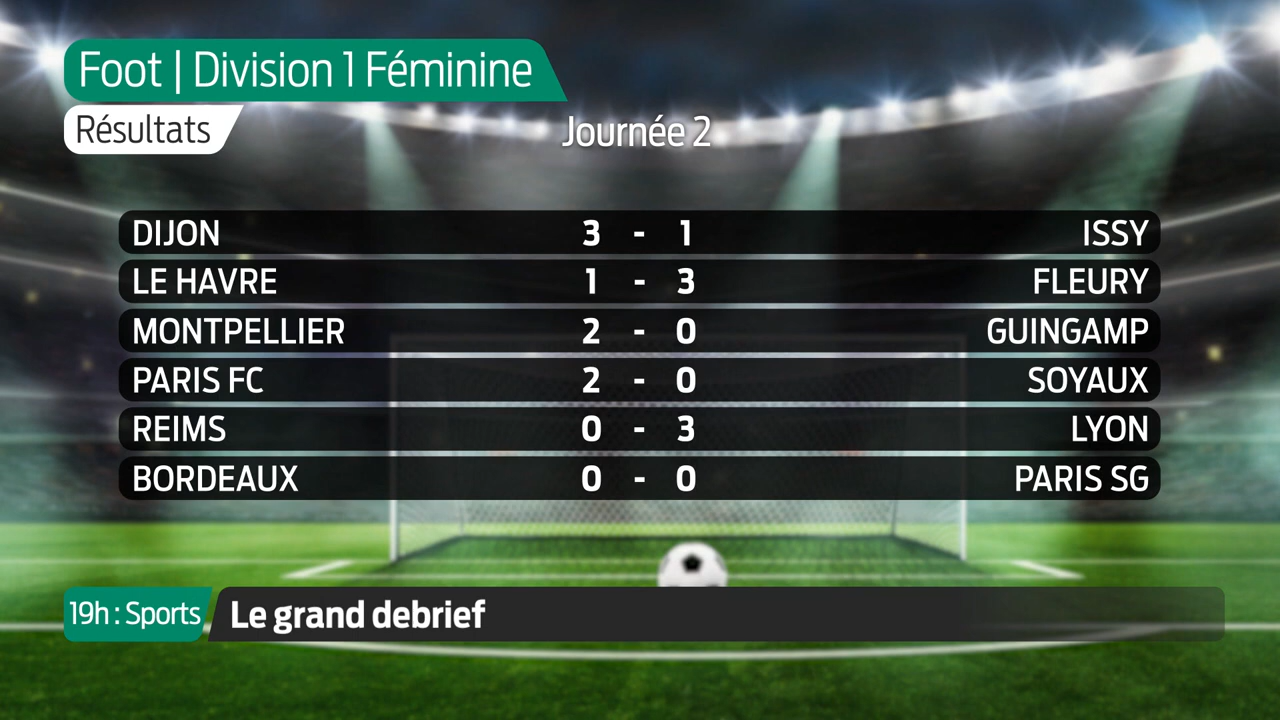 Foot | Division 1 Féminine
Résultats
Journée 2
DIJON 3 - 1 ISSY
LE HAVRE 1 - 3 FLEURY
MONTPELLIER 2 - 0 GUINGAMP
PARIS FC 2 - 0 SOYAUX
REIMS 0 - 3 LYON
BORDEAUX 0 - 0 PARIS SG
19h : Sports Le grand debrief